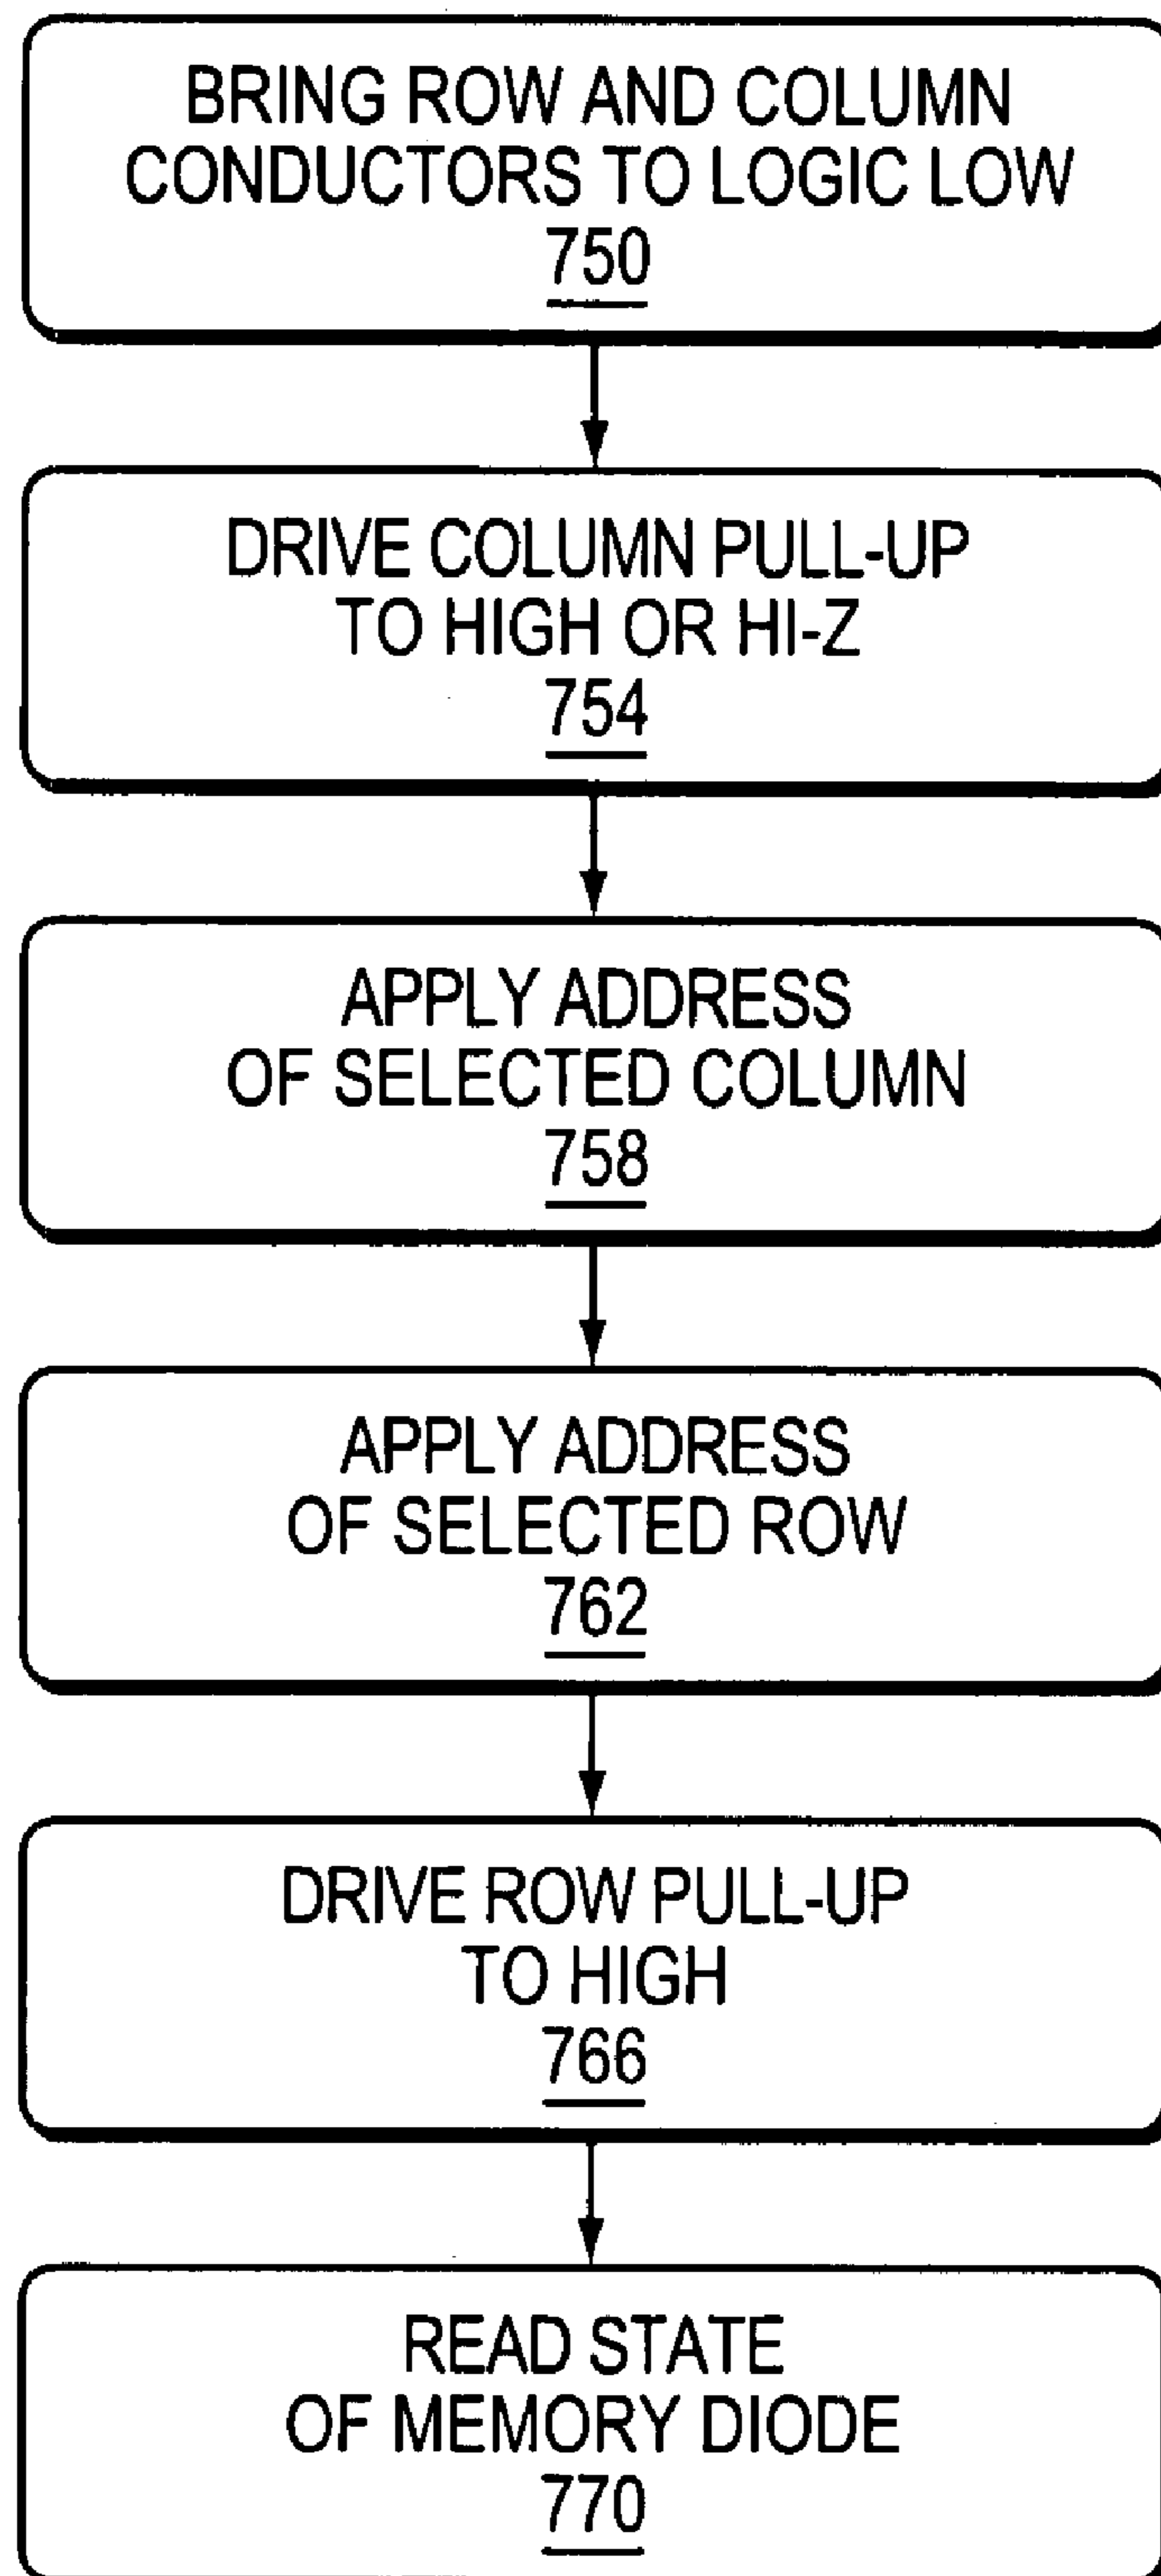 BRING ROW AND COLUMN
CONDUCTORS TO LOGIC LOW
750
DRIVE COLUMN PULL-UP
TO HIGH OR HI-Z
754
APPLY ADDRESS
OF SELECTED COLUMN
758
APPLY ADDRESS
OF SELECTED ROW
762
DRIVE ROW PULL-UP
TO HIGH
766
READ STATE
OF MEMORY DIODE
770